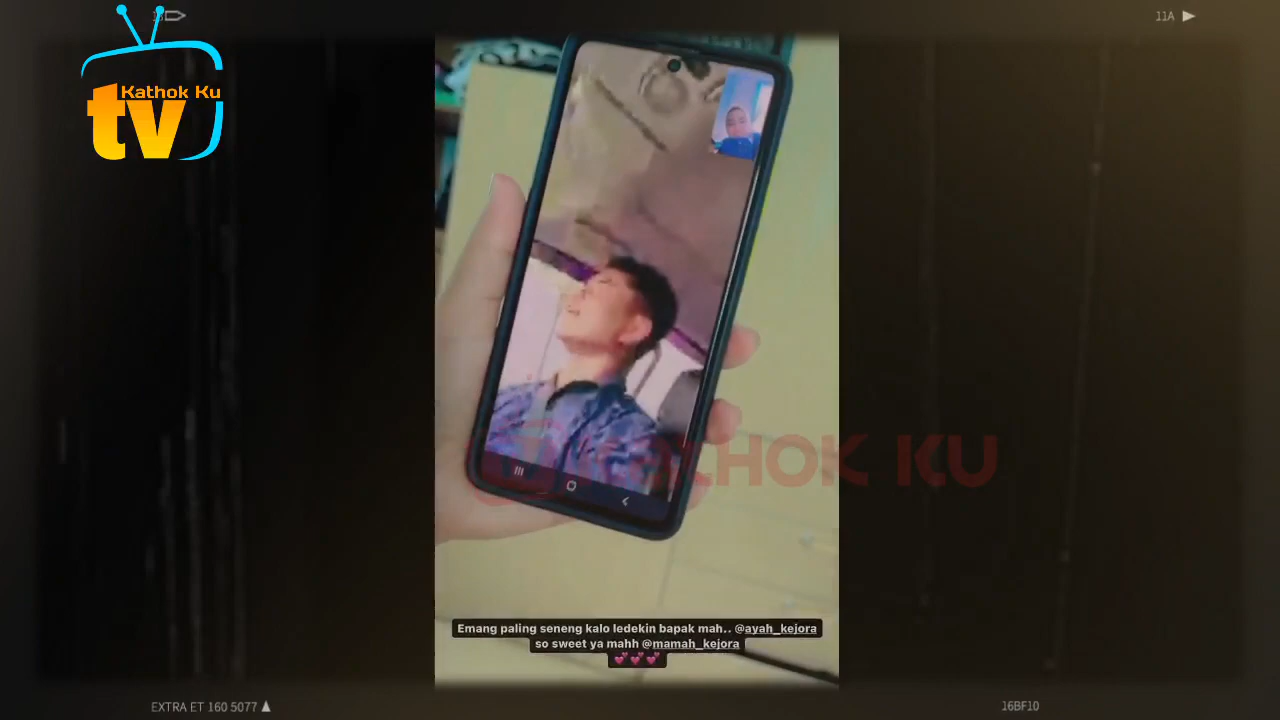 11A
Kathok Ku
tv
KATHOK KU
Emang paling seneng kalo ledekin bapak mah.. @ayah_kejora
so sweet ya mahh @mamah_kejora
💕💕💕
EXTRA ET 160 5077
16BF10